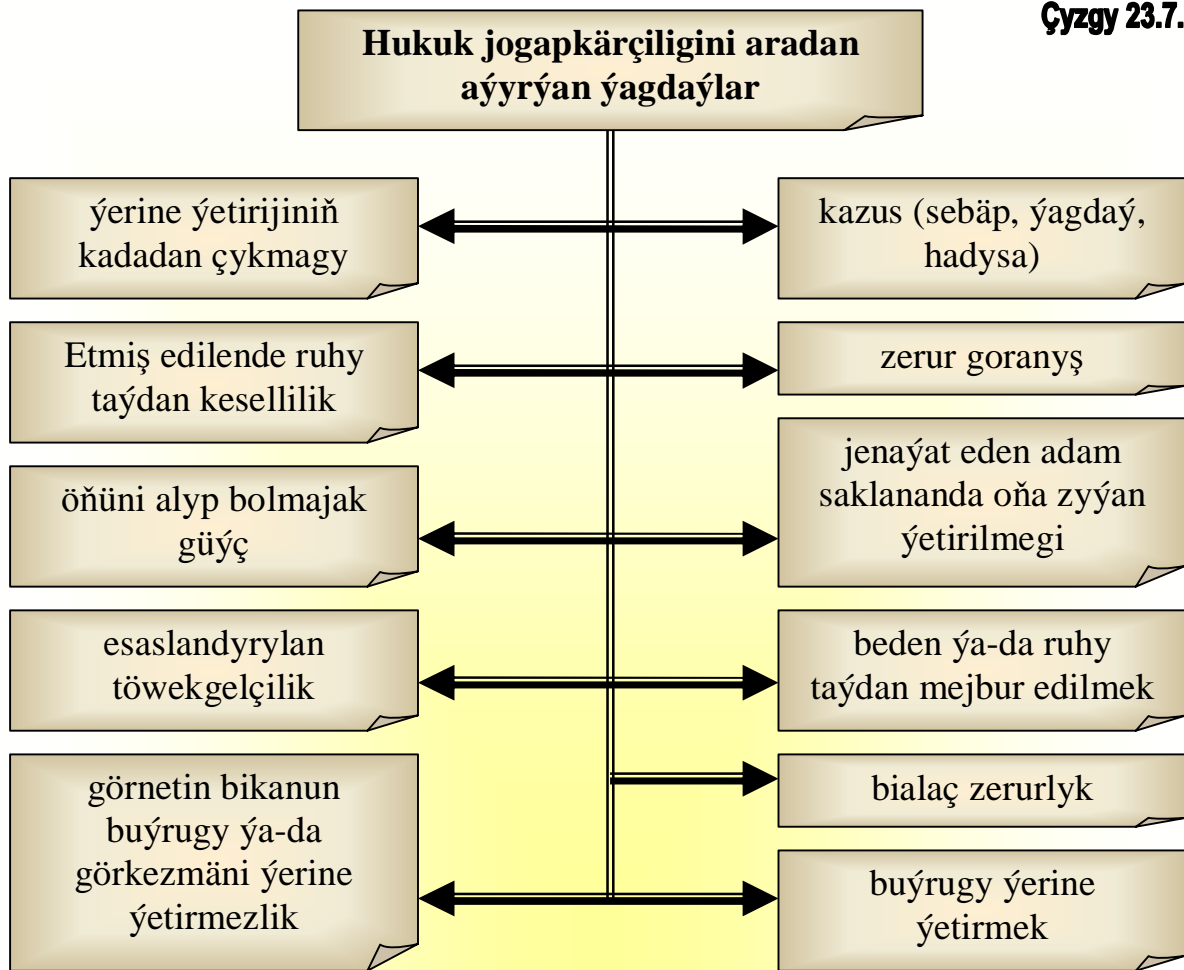 Çyzgy 23.7.
Hukuk jogapkärçiligini aradan
aýyrýan ýagdaýlar
ýerine ýetirijiniň
kadadan çykmagy
kazus (sebäp, ýagdaý,
hadysa)
Etmiş edilende ruhy
taýdan kesellilik
zerur goranyş
öňüni alyp bolmajak
güýç
jenaýat eden adam
saklananda oňa zyýan
ýetirilmegi
esaslandyrylan
töwekgelçilik
beden ýa-da ruhy
taýdan mejbur edilmek
bialaç zerurlyk
görnetin bikanun
buýrugy ýa-da
görkezmäni ýerine
ýetirmezlik
buýrugy ýerine
ýetirmek